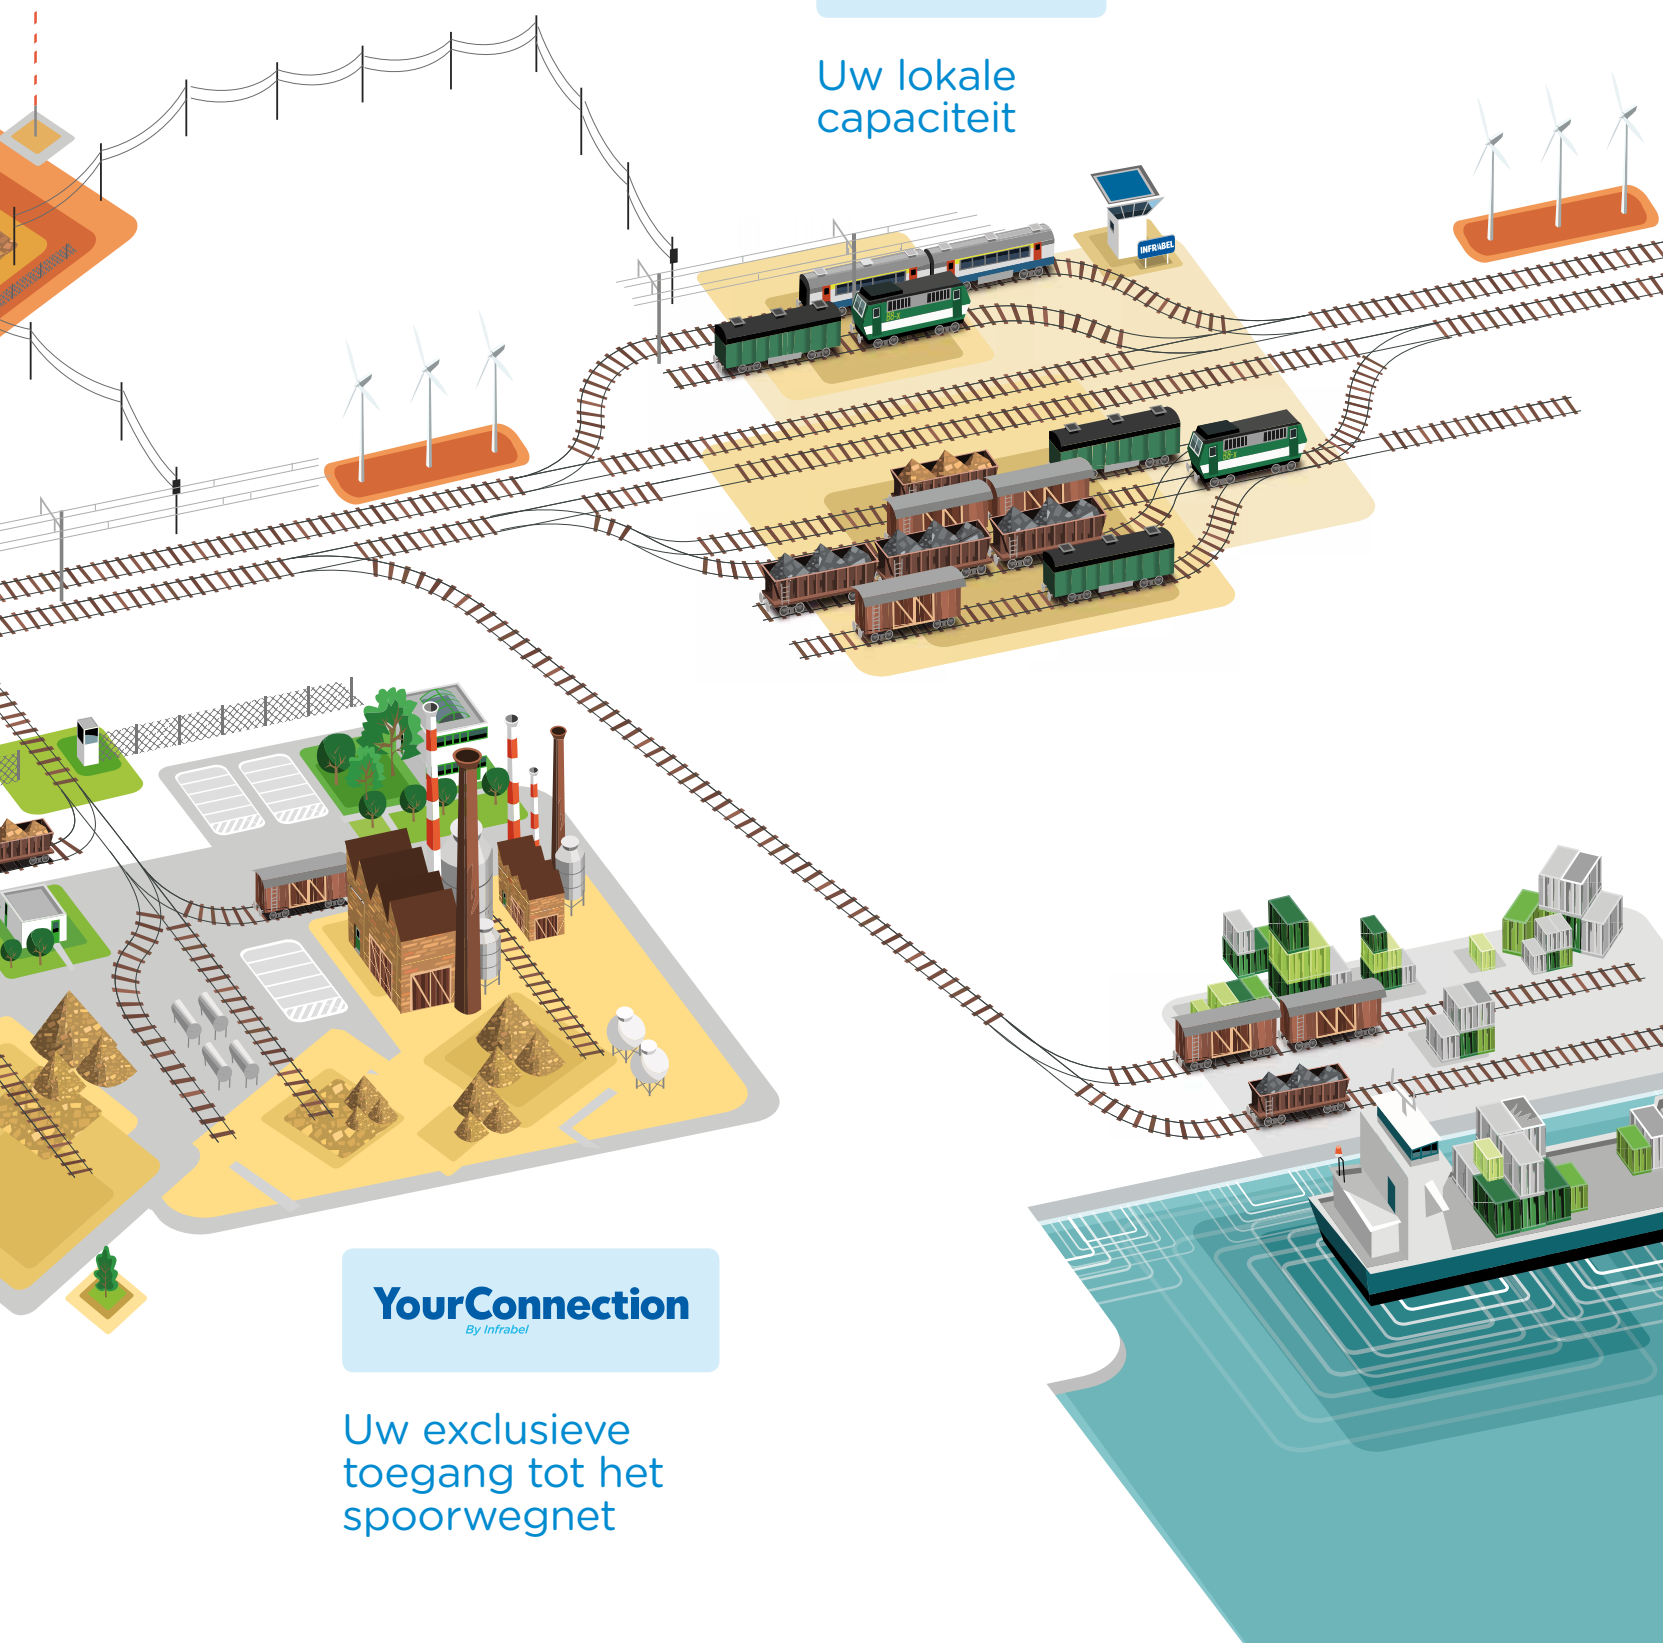 Uw lokale
capaciteit
INFRABEL
YourConnection
By Infrabel
Uw exclusieve
toegang tot het
spoorwegnet